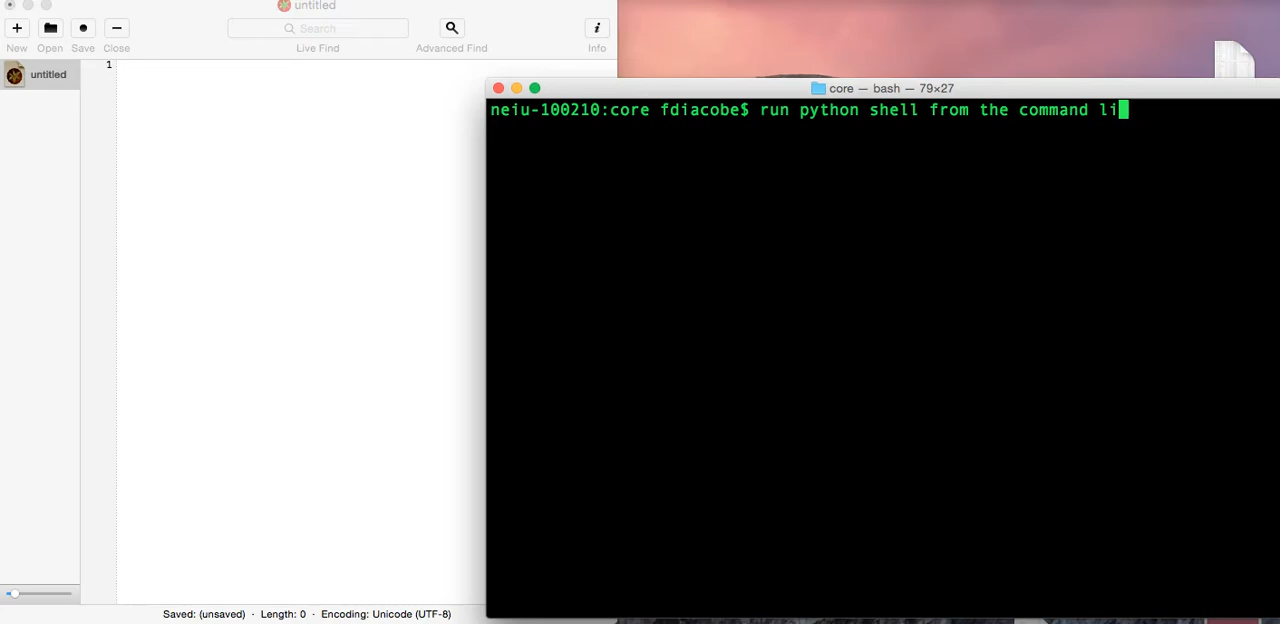 untitled
Search
New Open Save Close
Live Find
Advanced Find
Info
untitled
1
core — bash — 79×27
neiu-100210:core fdiacobe$ run python shell from the command li
Saved: (unsaved) · Length: 0 · Encoding: Unicode (UTF-8)